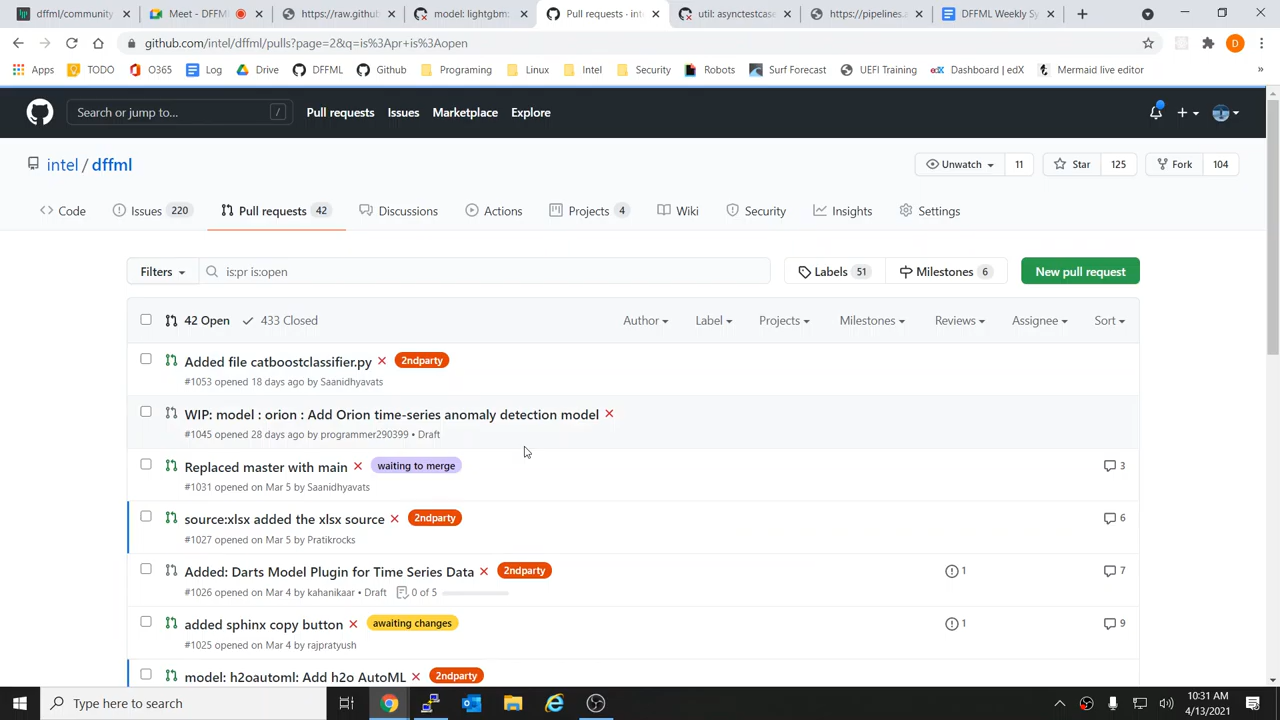 dffml/community
Meet - DFFML
https://raw.githu
model: lightgbm
Pull requests · int
util: asynctestcase
https://pipelines.a
DFFML Weekly Sy
github.com/intel/dffml/pulls?page=2&q=is%3Apr+is%3Aopen
Apps TODO O365 Log Drive DFFML Github Programing Linux Intel Security Robots Surf Forecast UEFI Training Dashboard | edX Mermaid live editor »
Search or jump to... / Pull requests Issues Marketplace Explore
intel / dffml
Unwatch 11 Star 125 Fork 104
Code Issues 220 Pull requests 42 Discussions Actions Projects 4 Wiki Security Insights Settings
Filters is:pr is:open Labels 51 Milestones 6 New pull request
42 Open 433 Closed Author Label Projects Milestones Reviews Assignee Sort
Added file catboostclassifier.py 2ndparty
#1053 opened 18 days ago by Saanidhyavats
WIP: model : orion : Add Orion time-series anomaly detection model
#1045 opened 28 days ago by programmer290399 • Draft
Replaced master with main waiting to merge 3
#1031 opened on Mar 5 by Saanidhyavats
source:xlsx added the xlsx source 2ndparty 6
#1027 opened on Mar 5 by Pratikrocks
Added: Darts Model Plugin for Time Series Data 2ndparty 1 7
#1026 opened on Mar 4 by kahanikaar • Draft 0 of 5
added sphinx copy button awaiting changes 1 9
#1025 opened on Mar 4 by rajpratyush
model: h2oautoml: Add h2o AutoML 2ndparty
Type here to search
10:31 AM
4/13/2021